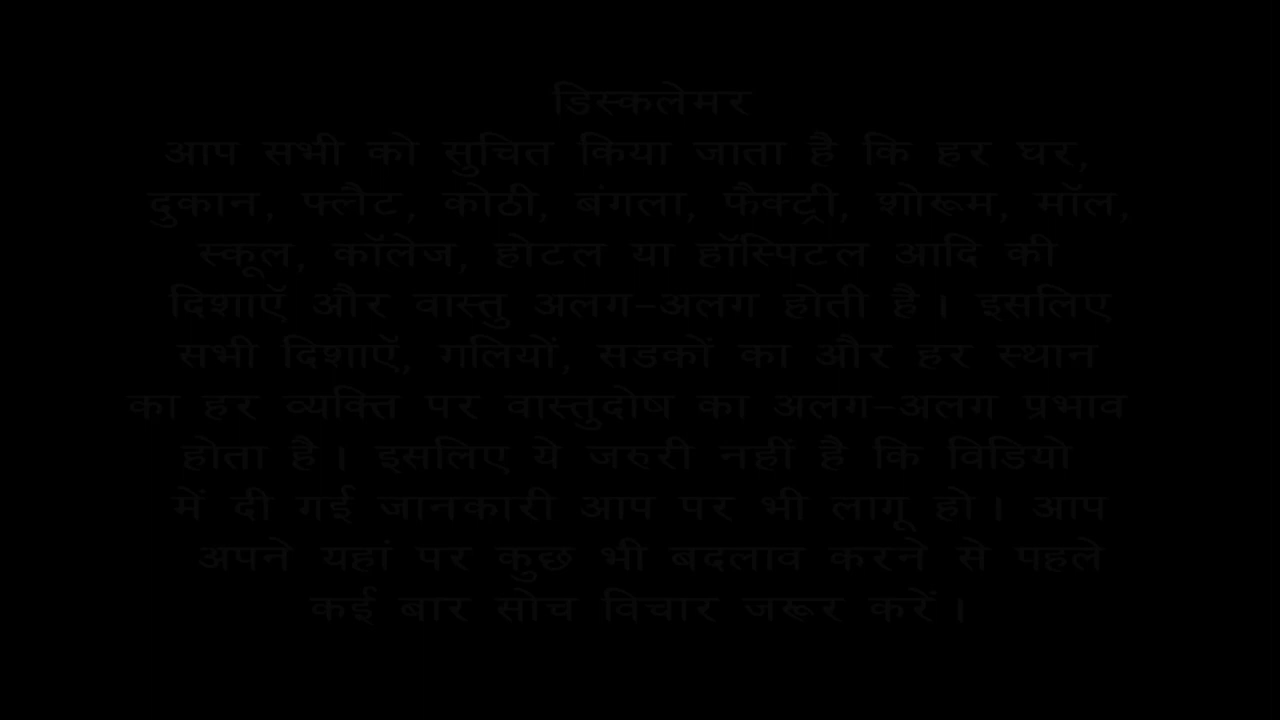 डिस्कलेमर
आप सभी को सुचित किया जाता है कि हर घर,
दुकान, फ्लैट, कोठी, बंगला, फैक्ट्री, शोरूम, मॉल,
स्कूल, कॉलेज, होटल या हॉस्पिटल आदि की
दिशाएॅ और वास्तु अलग-अलग होती है। इसलिए
सभी दिशाएॅ, गलियों, सडकों का और हर स्थान
का हर व्यक्ति पर वास्तुदोष का अलग-अलग प्रभाव
होता है। इसलिए ये जरुरी नहीं है कि विडियो
में दी गई जानकारी आप पर भी लागू हो। आप
अपने यहां पर कुछ भी बदलाव करने से पहले
कई बार सोच विचार जरूर करें।